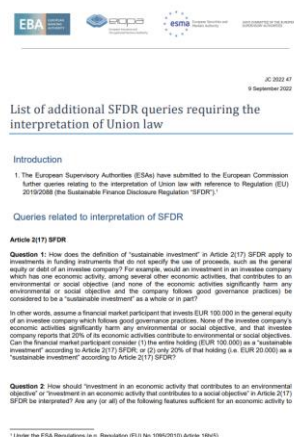 EBA
eiopa
esma
JC 2022 47
9 September 2022
List of additional SFDR queries requiring the
interpretation of Union law
Introduction
1. The European Supervisory Authorities (ESAs) have submitted to the European Commission
further queries relating to the interpretation of Union law with reference to Regulation (EU)
2019/2088 (the Sustainable Finance Disclosure Regulation “SFDR”).¹
Queries related to interpretation of SFDR
Article 2(17) SFDR
Question 1: How does the definition of “sustainable investment” in Article 2(17) SFDR apply to
investments in funding instruments that do not specify the use of proceeds, such as the general
equity or debt of an investee company? For example, would an investment in an investee company
which has one economic activity, among several other economic activities, that contributes to an
environmental or social objective (and none of the economic activities significantly harm any
environmental or social objective and the company follows good governance practices) be
considered to be a “sustainable investment” as a whole or in part?
In other words, assume a financial market participant that invests EUR 100.000 in the general equity
of an investee company which follows good governance practices. None of the investee company's
economic activities significantly harm any environmental or social objective, and that investee
company reports that 20% of its economic activities contribute to environmental or social objectives.
Can the financial market participant consider (1) the entire holding (EUR 100.000) as a “sustainable
investment” according to Article 2(17) SFDR; or (2) only 20% of that holding (i.e. EUR 20.000) as a
“sustainable investment” according to Article 2(17) SFDR?
Question 2: How should “investment in an economic activity that contributes to an environmental
objective” or “investment in an economic activity that contributes to a social objective” in Article 2(17)
SFDR be interpreted? Are any (or all) of the following features sufficient for an economic activity to
¹ Under the ESA Regulations (e.g. Regulation (EU) No 1095/2010) Article 16b(5)